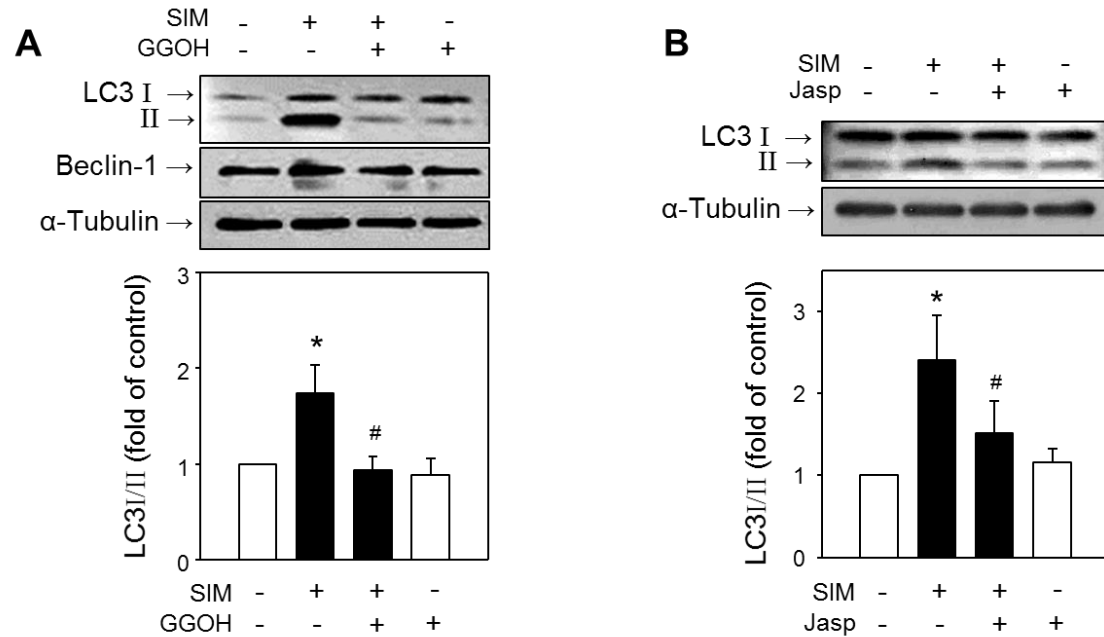 A
SIM - + + -
GGOH - - + +
LC3 I →
II →
Beclin-1 →
α-Tubulin →
LC3I/II (fold of control)
3
2
1
0
*
#
SIM - + + -
GGOH - - + +
B
SIM - + + -
Jasp - - + +
LC3 I →
II →
α-Tubulin →
LC3I/II (fold of control)
3
2
1
0
*
#
SIM - + + -
Jasp - - + +